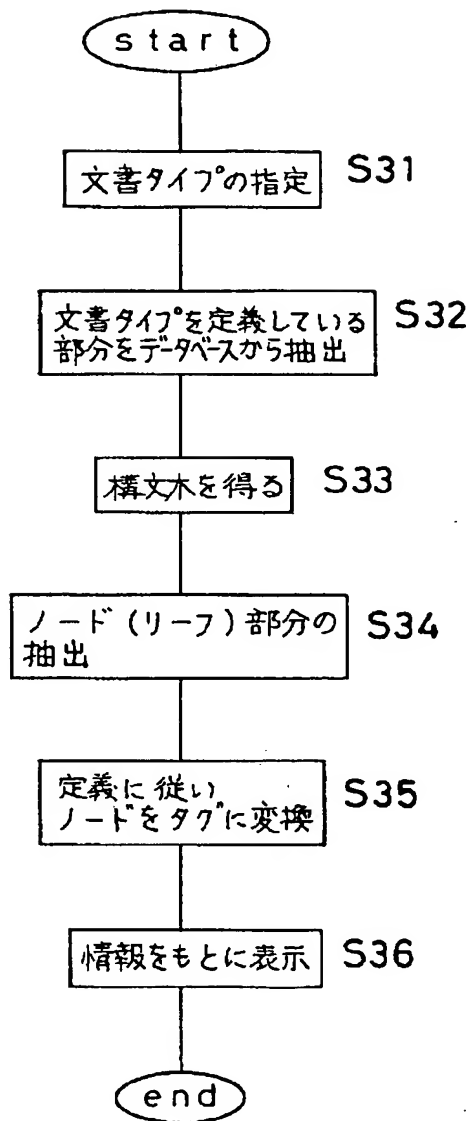 start
文書タイプの指定 S31
文書タイプを定義している S32
部分をデータベースから抽出
構文木を得る S33
ノード(リーフ)部分の S34
抽出
定義に従い S35
ノードをタグに変換
情報をもとに表示 S36
end